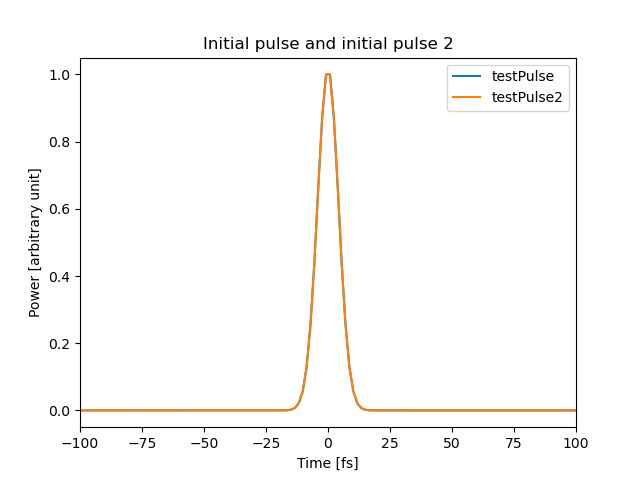 Initial pulse and initial pulse 2
testPulse
testPulse2
Power [arbitrary unit]
1.0
0.8
0.6
0.4
0.2
0.0
−100 −75 −50 −25 0 25 50 75 100
Time [fs]